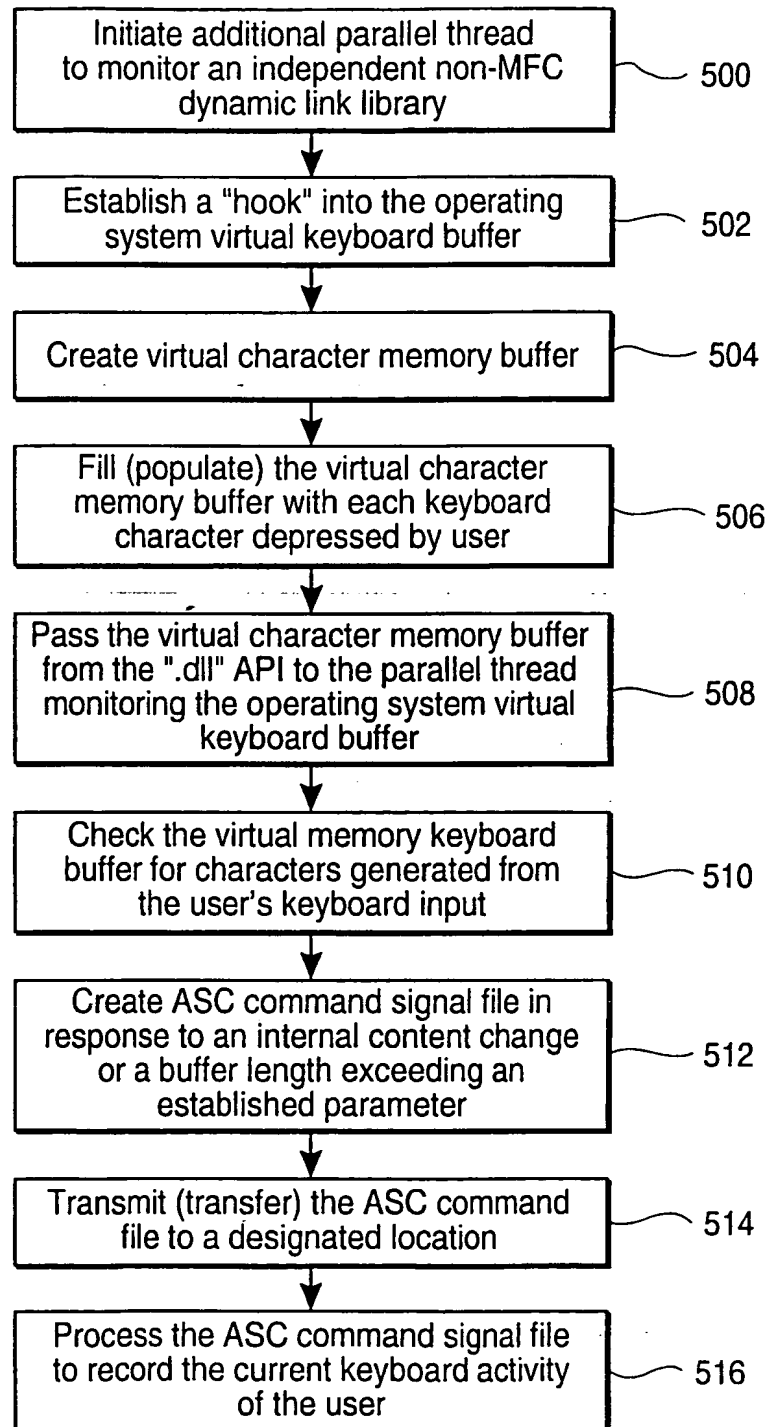 Initiate additional parallel thread
to monitor an independent non-MFC
dynamic link library
500
Establish a "hook" into the operating
system virtual keyboard buffer
502
Create virtual character memory buffer
504
Fill (populate) the virtual character
memory buffer with each keyboard
character depressed by user
506
Pass the virtual character memory buffer
from the ".dll" API to the parallel thread
monitoring the operating system virtual
keyboard buffer
508
Check the virtual memory keyboard
buffer for characters generated from
the user's keyboard input
510
Create ASC command signal file in
response to an internal content change
or a buffer length exceeding an
established parameter
512
Transmit (transfer) the ASC command
file to a designated location
514
Process the ASC command signal file
to record the current keyboard activity
of the user
516